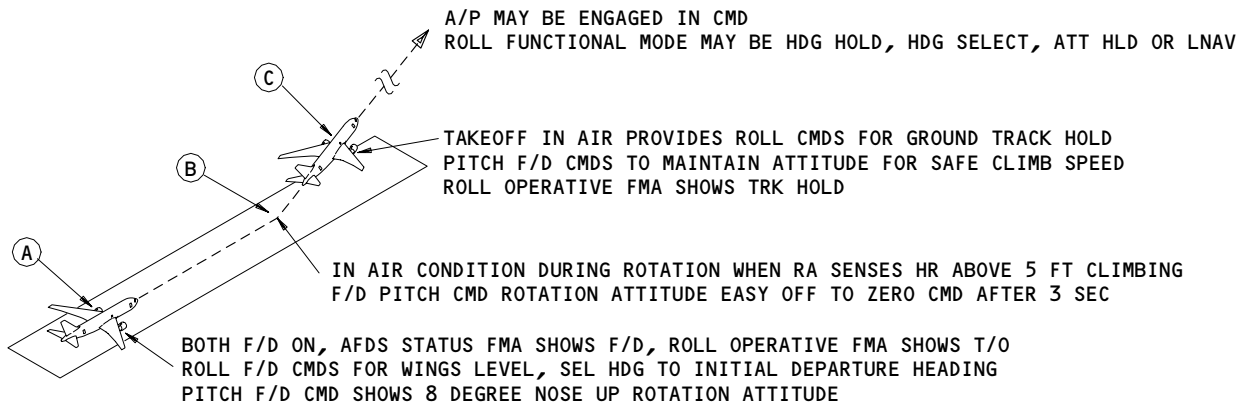 A/P MAY BE ENGAGED IN CMD
ROLL FUNCTIONAL MODE MAY BE HDG HOLD, HDG SELECT, ATT HLD OR LNAV
C
TAKEOFF IN AIR PROVIDES ROLL CMDS FOR GROUND TRACK HOLD
PITCH F/D CMDS TO MAINTAIN ATTITUDE FOR SAFE CLIMB SPEED
ROLL OPERATIVE FMA SHOWS TRK HOLD
B
A
IN AIR CONDITION DURING ROTATION WHEN RA SENSES HR ABOVE 5 FT CLIMBING
F/D PITCH CMD ROTATION ATTITUDE EASY OFF TO ZERO CMD AFTER 3 SEC
BOTH F/D ON, AFDS STATUS FMA SHOWS F/D, ROLL OPERATIVE FMA SHOWS T/O
ROLL F/D CMDS FOR WINGS LEVEL, SEL HDG TO INITIAL DEPARTURE HEADING
PITCH F/D CMD SHOWS 8 DEGREE NOSE UP ROTATION ATTITUDE